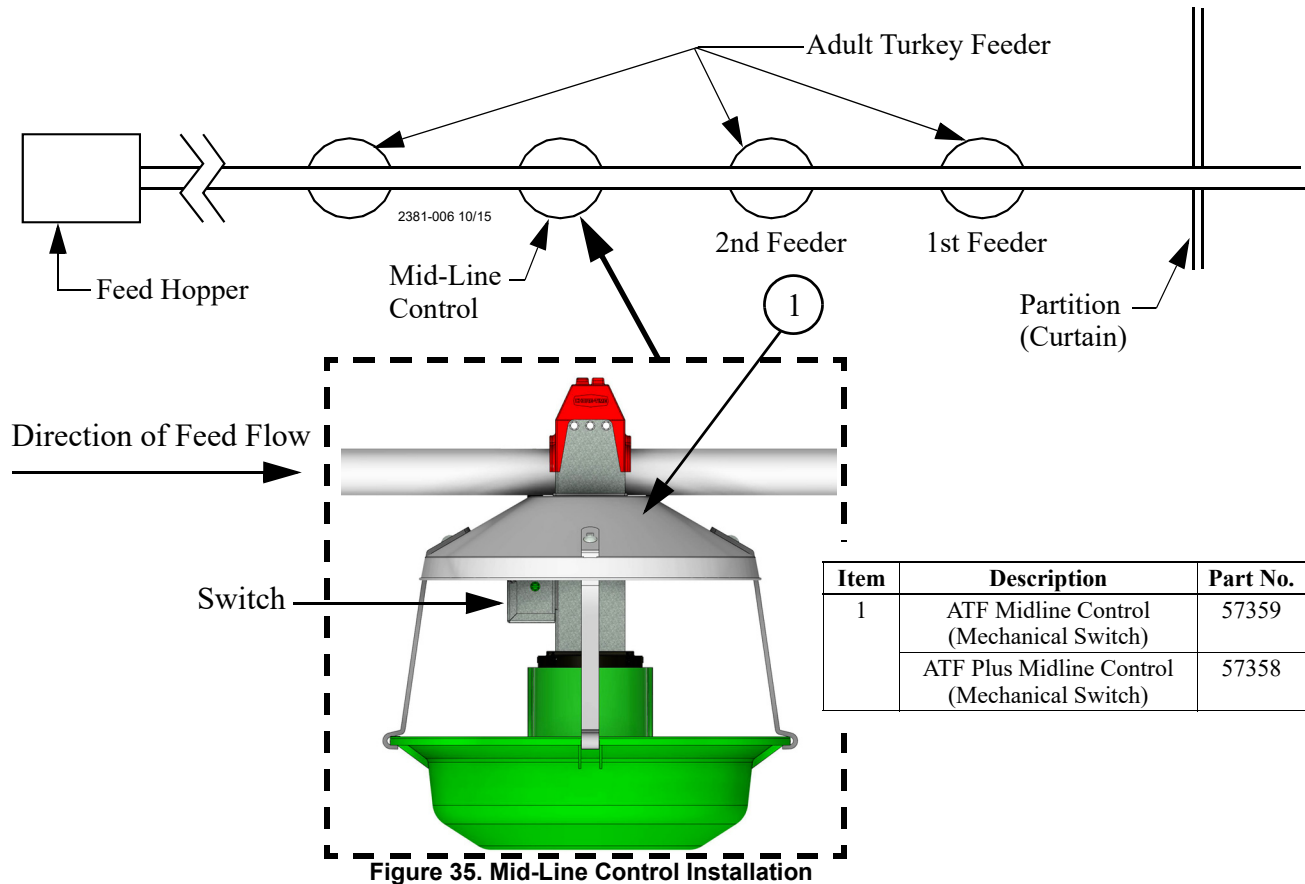 Adult Turkey Feeder
2381-006 10/15
2nd Feeder
1st Feeder
Feed Hopper
Mid-Line
Control
Partition
(Curtain)
1
Direction of Feed Flow
Switch
Item Description Part No.
1 ATF Midline Control 57359
(Mechanical Switch)
ATF Plus Midline Control 57358
(Mechanical Switch)
Figure 35. Mid-Line Control Installation